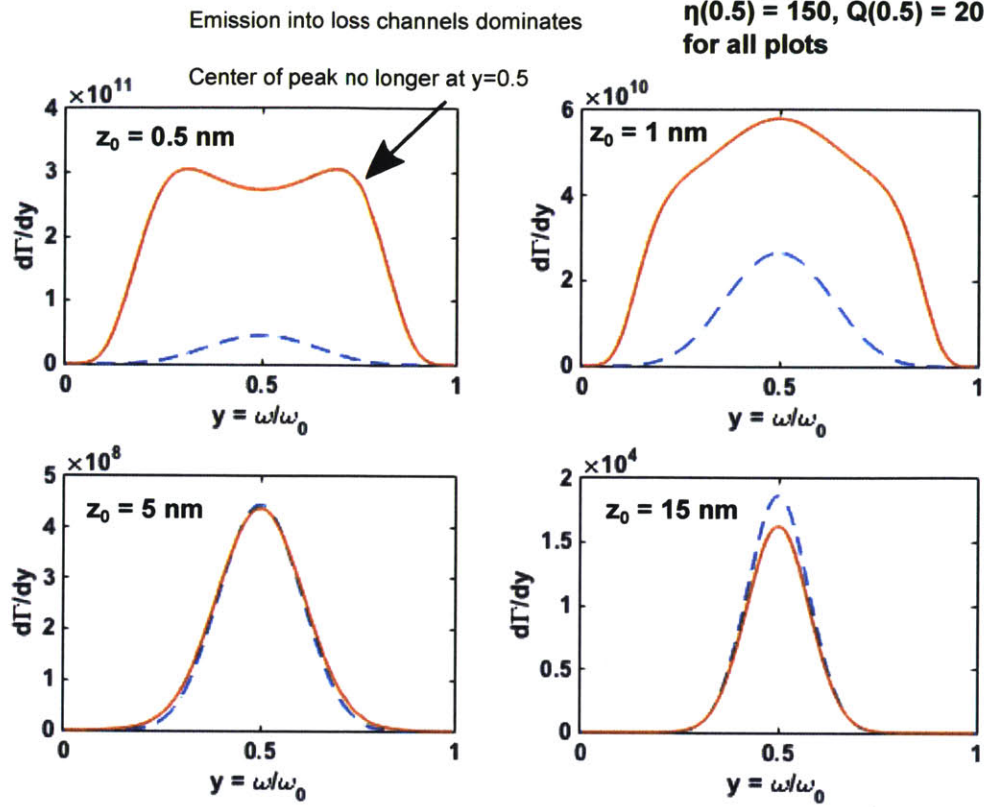 Emission into loss channels dominates
η(0.5) = 150, Q(0.5) = 20
for all plots
Center of peak no longer at y=0.5
×10¹¹
4
3
2
1
0
dΓ/dy
z₀ = 0.5 nm
0
0.5
1
y = ω/ω₀
×10¹⁰
6
4
2
0
dΓ/dy
z₀ = 1 nm
0
0.5
1
y = ω/ω₀
×10⁸
5
4
3
2
1
0
dΓ/dy
z₀ = 5 nm
0
0.5
1
y = ω/ω₀
×10⁴
2
1.5
1
0.5
0
dΓ/dy
z₀ = 15 nm
0
0.5
1
y = ω/ω₀